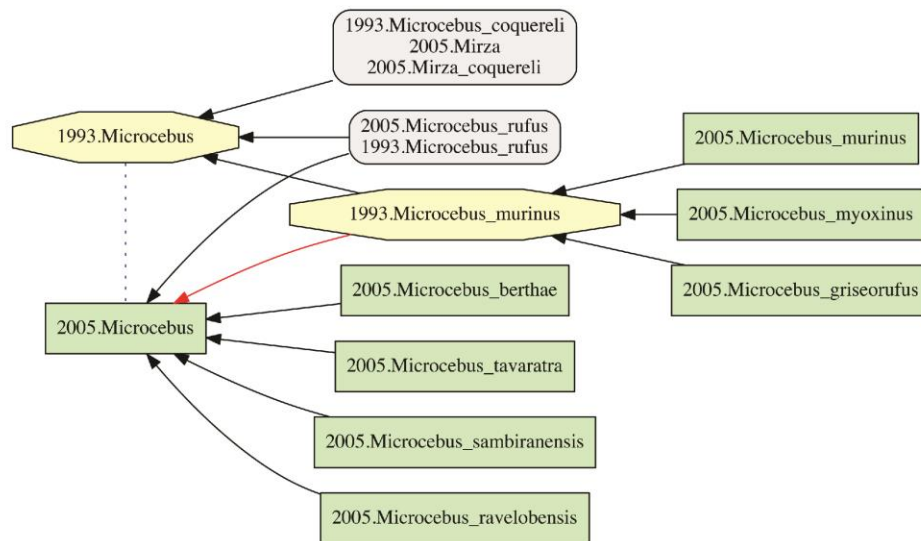 1993.Microcebus_coquereli
2005.Mirza
2005.Mirza_coquereli
1993.Microcebus
2005.Microcebus_rufus
1993.Microcebus_rufus
2005.Microcebus_murinus
1993.Microcebus_murinus
2005.Microcebus_myoxinus
2005.Microcebus_griseorufus
2005.Microcebus_berthae
2005.Microcebus
2005.Microcebus_tavaratra
2005.Microcebus_sambiranensis
2005.Microcebus_ravelobensis